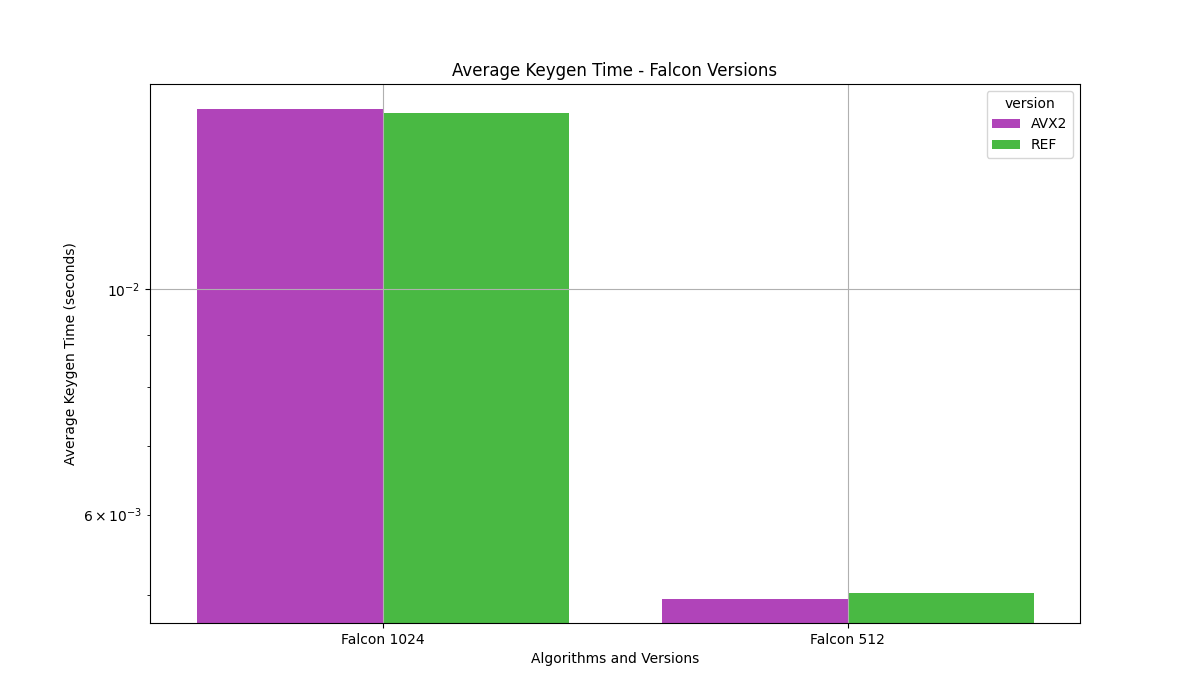 Average Keygen Time - Falcon Versions
version
AVX2
REF
Average Keygen Time (seconds)
10⁻²
6 × 10⁻³
Falcon 1024
Falcon 512
Algorithms and Versions